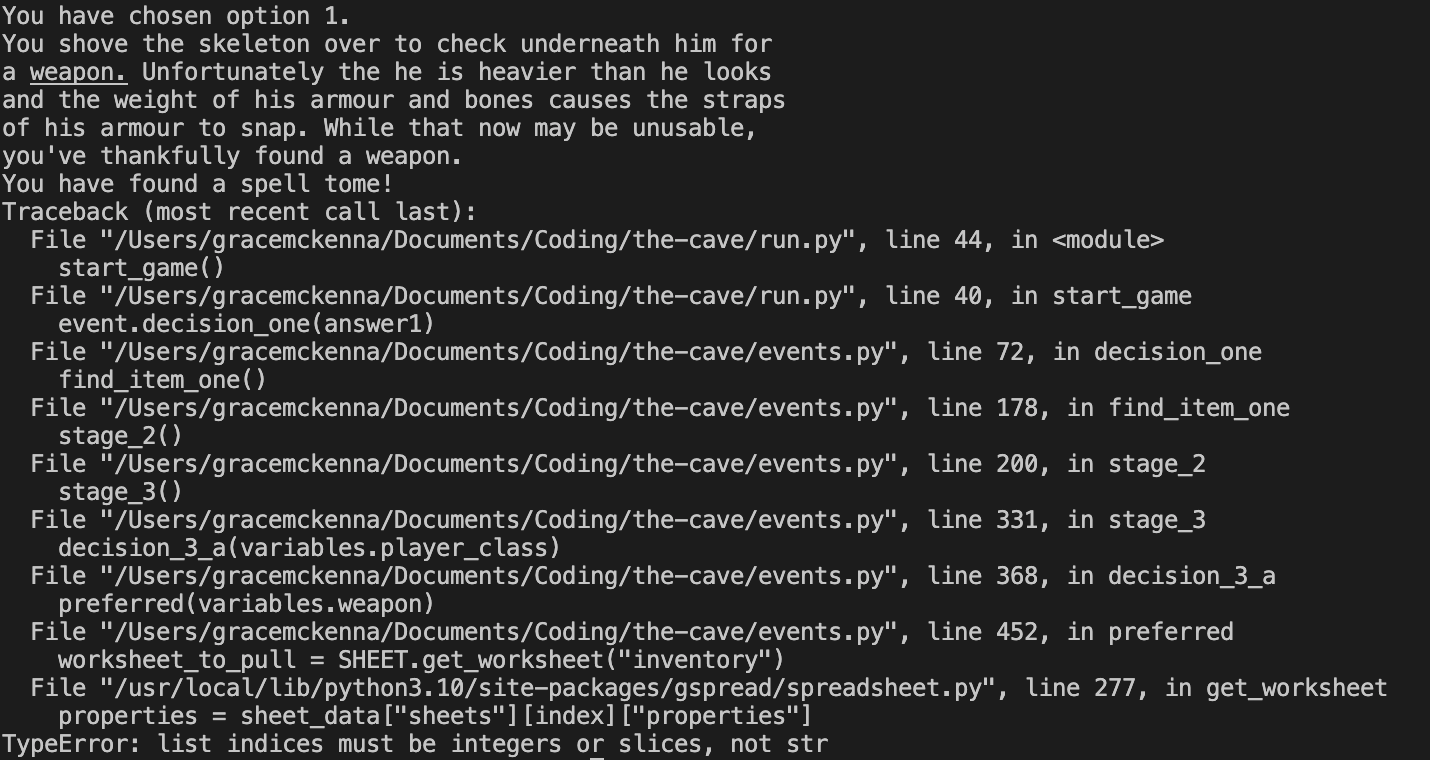 You have chosen option 1.
You shove the skeleton over to check underneath him for
a weapon. Unfortunately the he is heavier than he looks
and the weight of his armour and bones causes the straps
of his armour to snap. While that now may be unusable,
you've thankfully found a weapon.
You have found a spell tome!
Traceback (most recent call last):
  File "/Users/gracemckenna/Documents/Coding/the-cave/run.py", line 44, in <module>
    start_game()
  File "/Users/gracemckenna/Documents/Coding/the-cave/run.py", line 40, in start_game
    event.decision_one(answer1)
  File "/Users/gracemckenna/Documents/Coding/the-cave/events.py", line 72, in decision_one
    find_item_one()
  File "/Users/gracemckenna/Documents/Coding/the-cave/events.py", line 178, in find_item_one
    stage_2()
  File "/Users/gracemckenna/Documents/Coding/the-cave/events.py", line 200, in stage_2
    stage_3()
  File "/Users/gracemckenna/Documents/Coding/the-cave/events.py", line 331, in stage_3
    decision_3_a(variables.player_class)
  File "/Users/gracemckenna/Documents/Coding/the-cave/events.py", line 368, in decision_3_a
    preferred(variables.weapon)
  File "/Users/gracemckenna/Documents/Coding/the-cave/events.py", line 452, in preferred
    worksheet_to_pull = SHEET.get_worksheet("inventory")
  File "/usr/local/lib/python3.10/site-packages/gspread/spreadsheet.py", line 277, in get_worksheet
    properties = sheet_data["sheets"][index]["properties"]
TypeError: list indices must be integers or slices, not str